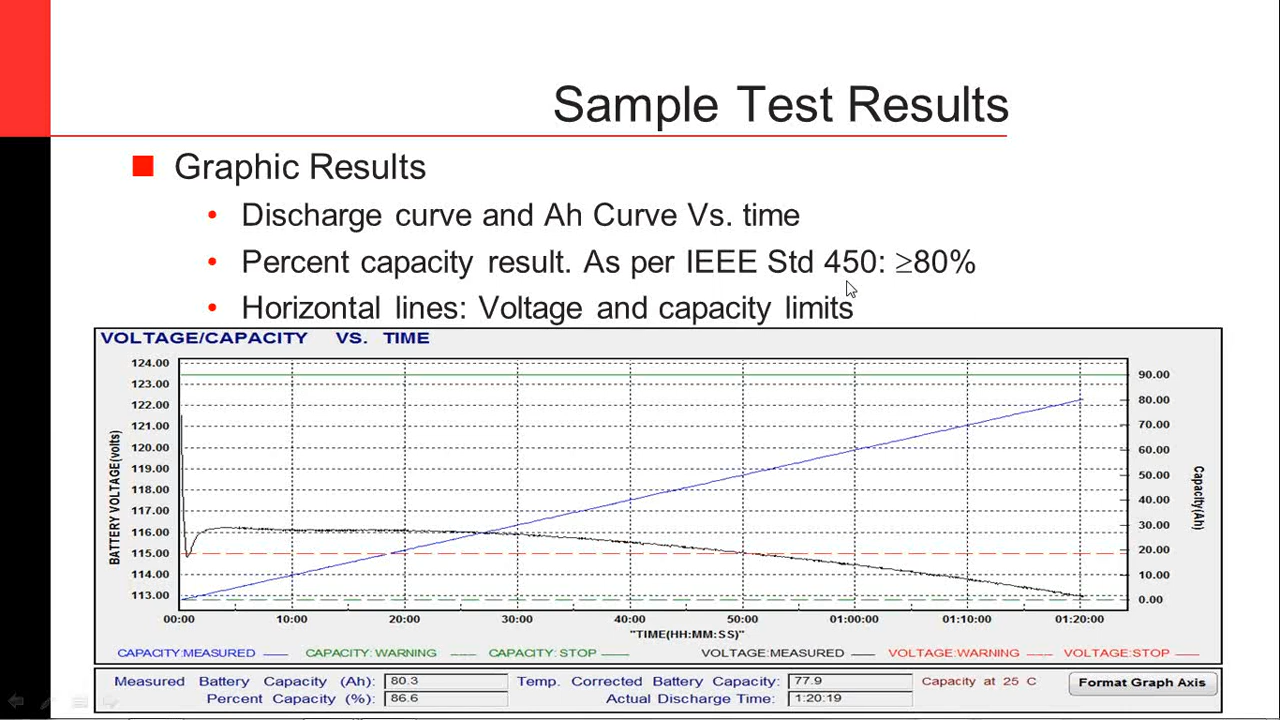 Sample Test Results
Graphic Results
• Discharge curve and Ah Curve Vs. time
• Percent capacity result. As per IEEE Std 450: ≥80%
• Horizontal lines: Voltage and capacity limits
VOLTAGE/CAPACITY VS. TIME
124.00
123.00
122.00
121.00
120.00
119.00
118.00
117.00
116.00
115.00
114.00
113.00
BATTERY VOLTAGE(volts)
90.00
80.00
70.00
60.00
50.00
40.00
30.00
20.00
10.00
0.00
Capacity(Ah)
00:00 10:00 20:00 30:00 40:00 50:00 01:00:00 01:10:00 01:20:00
"TIME(HH:MM:SS)"
CAPACITY:MEASURED CAPACITY: WARNING CAPACITY: STOP VOLTAGE:MEASURED VOLTAGE:WARNING VOLTAGE:STOP
Measured Battery Capacity (Ah): 80.3 Temp. Corrected Battery Capacity: 77.9 Capacity at 25 C Format Graph Axis
Percent Capacity (%): 86.6 Actual Discharge Time: 1:20:19